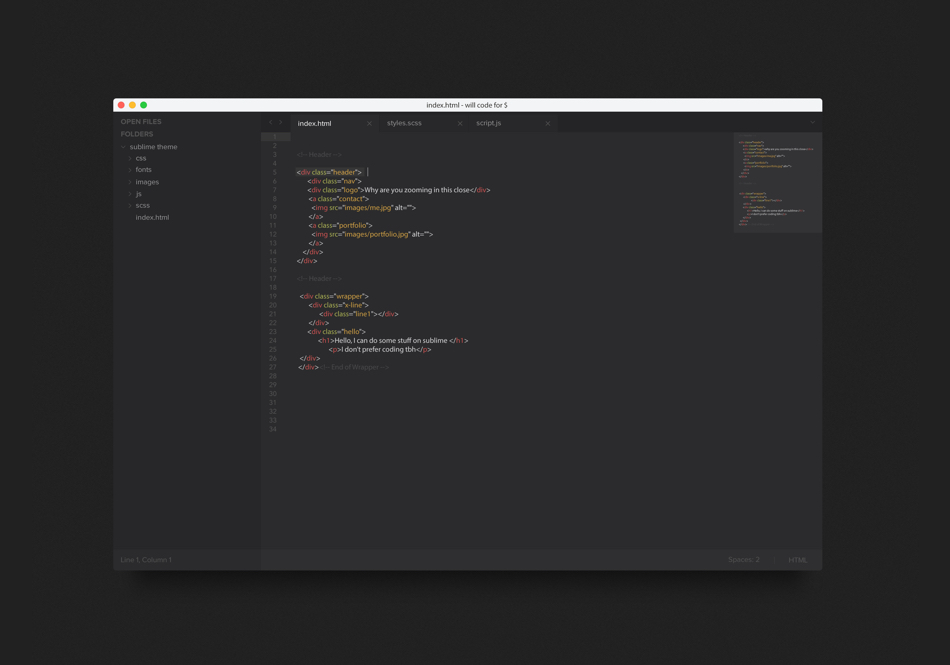 index.html - will code for $
OPEN FILES
FOLDERS
sublime theme
css
fonts
images
js
scss
index.html
index.html
styles.scss
script.js
1
2
3 <!-- Header -->
4
5 <div class="header">
6 <div class="nav">
7 <div class="logo">Why are you zooming in this close</div>
8 <a class="contact">
9 <img src="images/me.jpg" alt="">
10 </a>
11 <a class="portfolio">
12 <img src="images/portfolio.jpg" alt="">
13 </a>
14 </div>
15 </div>
16
17 <!-- Header -->
18
19 <div class="wrapper">
20 <div class="x-line">
21 <div class="line1"></div>
22 </div>
23 <div class="hello">
24 <h1>Hello, I can do some stuff on sublime </h1>
25 <p>I don't prefer coding tbh</p>
26 </div>
27 </div><!-- End of Wrapper -->
28
29
30
31
32
33
34
Line 1, Column 1
Spaces: 2
HTML